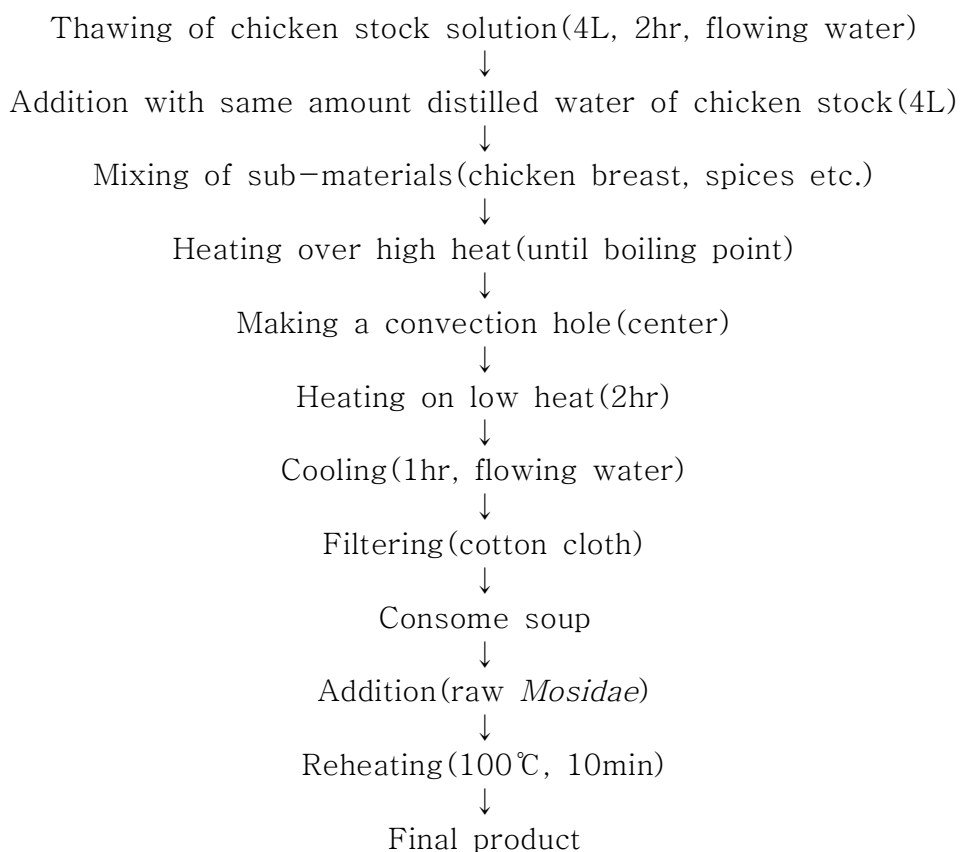 Thawing of chicken stock solution(4L, 2hr, flowing water)
↓
Addition with same amount distilled water of chicken stock(4L)
↓
Mixing of sub-materials(chicken breast, spices etc.)
↓
Heating over high heat(until boiling point)
↓
Making a convection hole(center)
↓
Heating on low heat(2hr)
↓
Cooling(1hr, flowing water)
↓
Filtering(cotton cloth)
↓
Consome soup
↓
Addition(raw Mosidae)
↓
Reheating(100℃, 10min)
↓
Final product